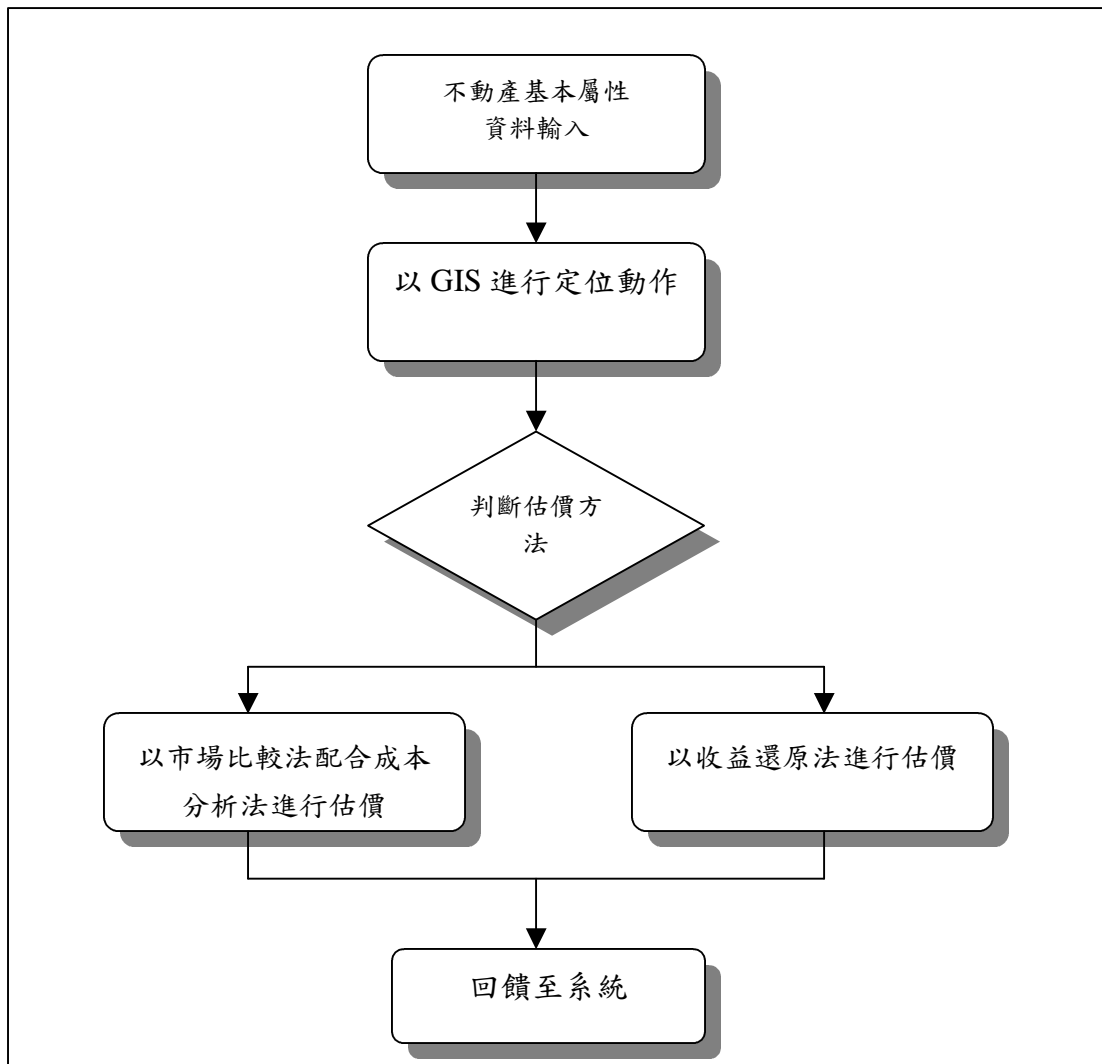 不動產基本屬性
資料輸入
以 GIS 進行定位動作
判斷估價方
法
以市場比較法配合成本
分析法進行估價
以收益還原法進行估價
回饋至系統